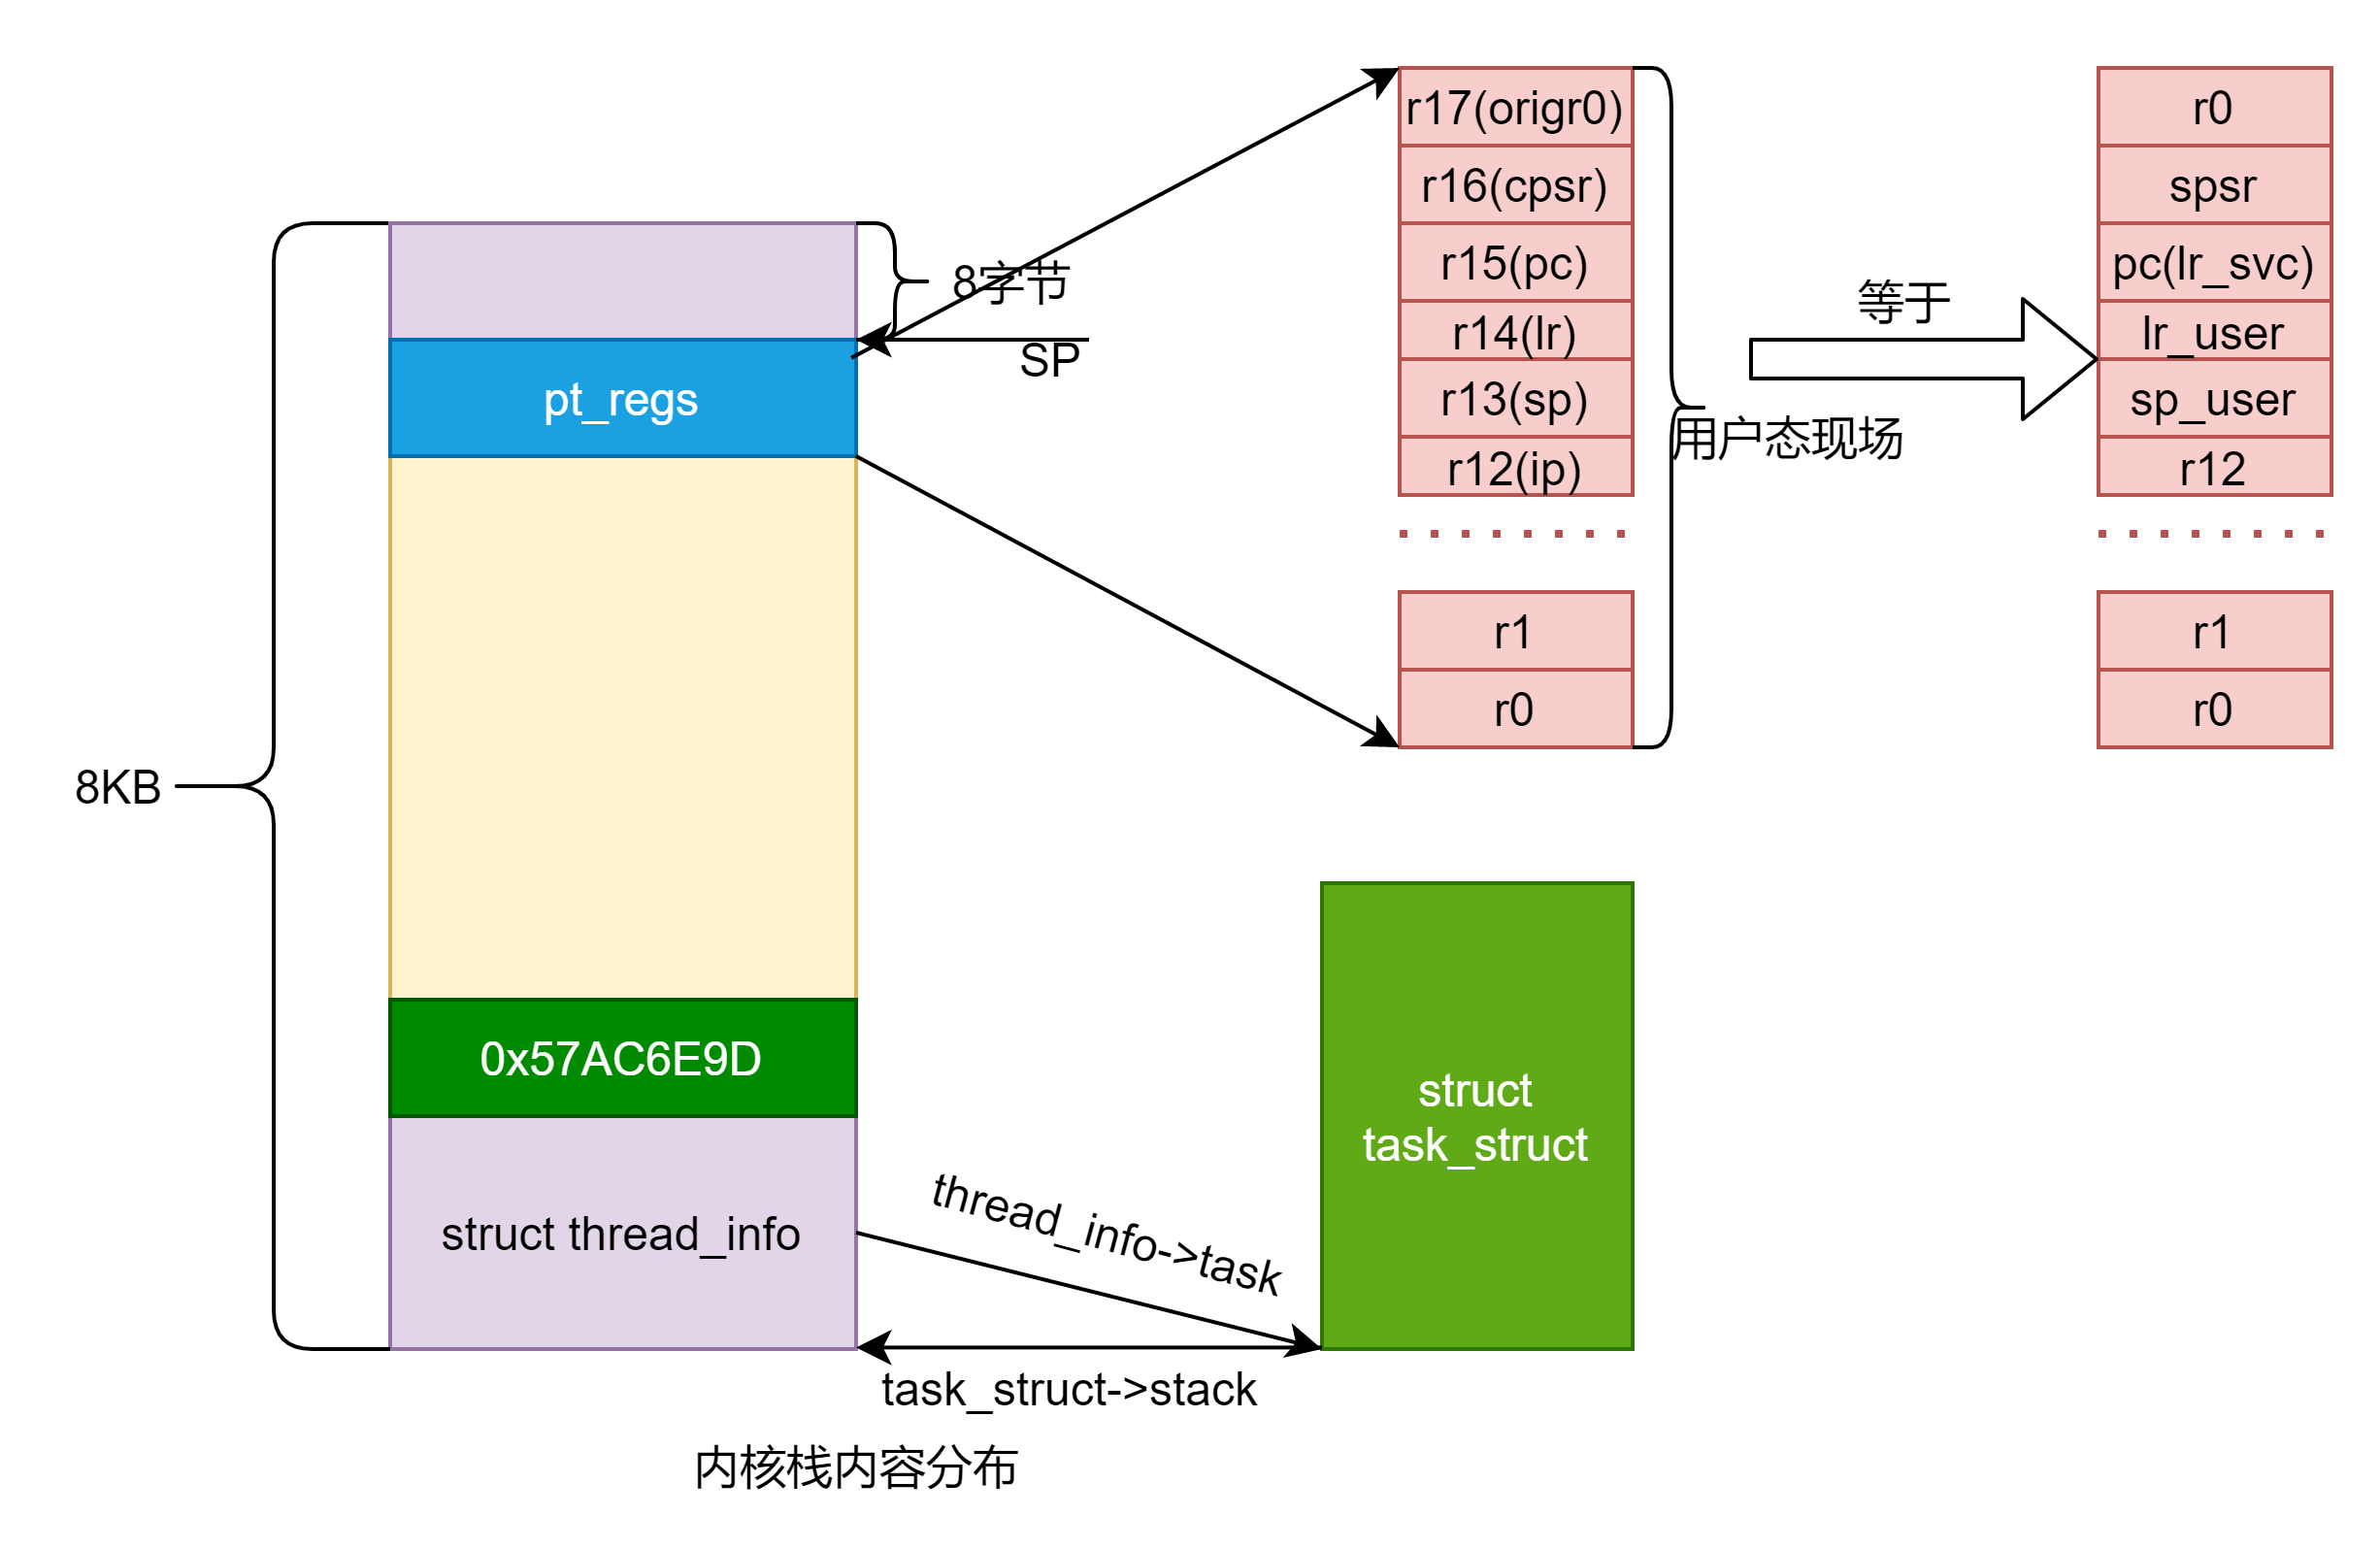 8KB
8字节
SP
pt_regs
0x57AC6E9D
struct thread_info
thread_info->task
task_struct->stack
内核栈内容分布
struct
task_struct
r17(origr0)
r16(cpsr)
r15(pc)
r14(lr)
r13(sp)
r12(ip)
r1
r0
用户态现场
等于
r0
spsr
pc(lr_svc)
lr_user
sp_user
r12
r1
r0